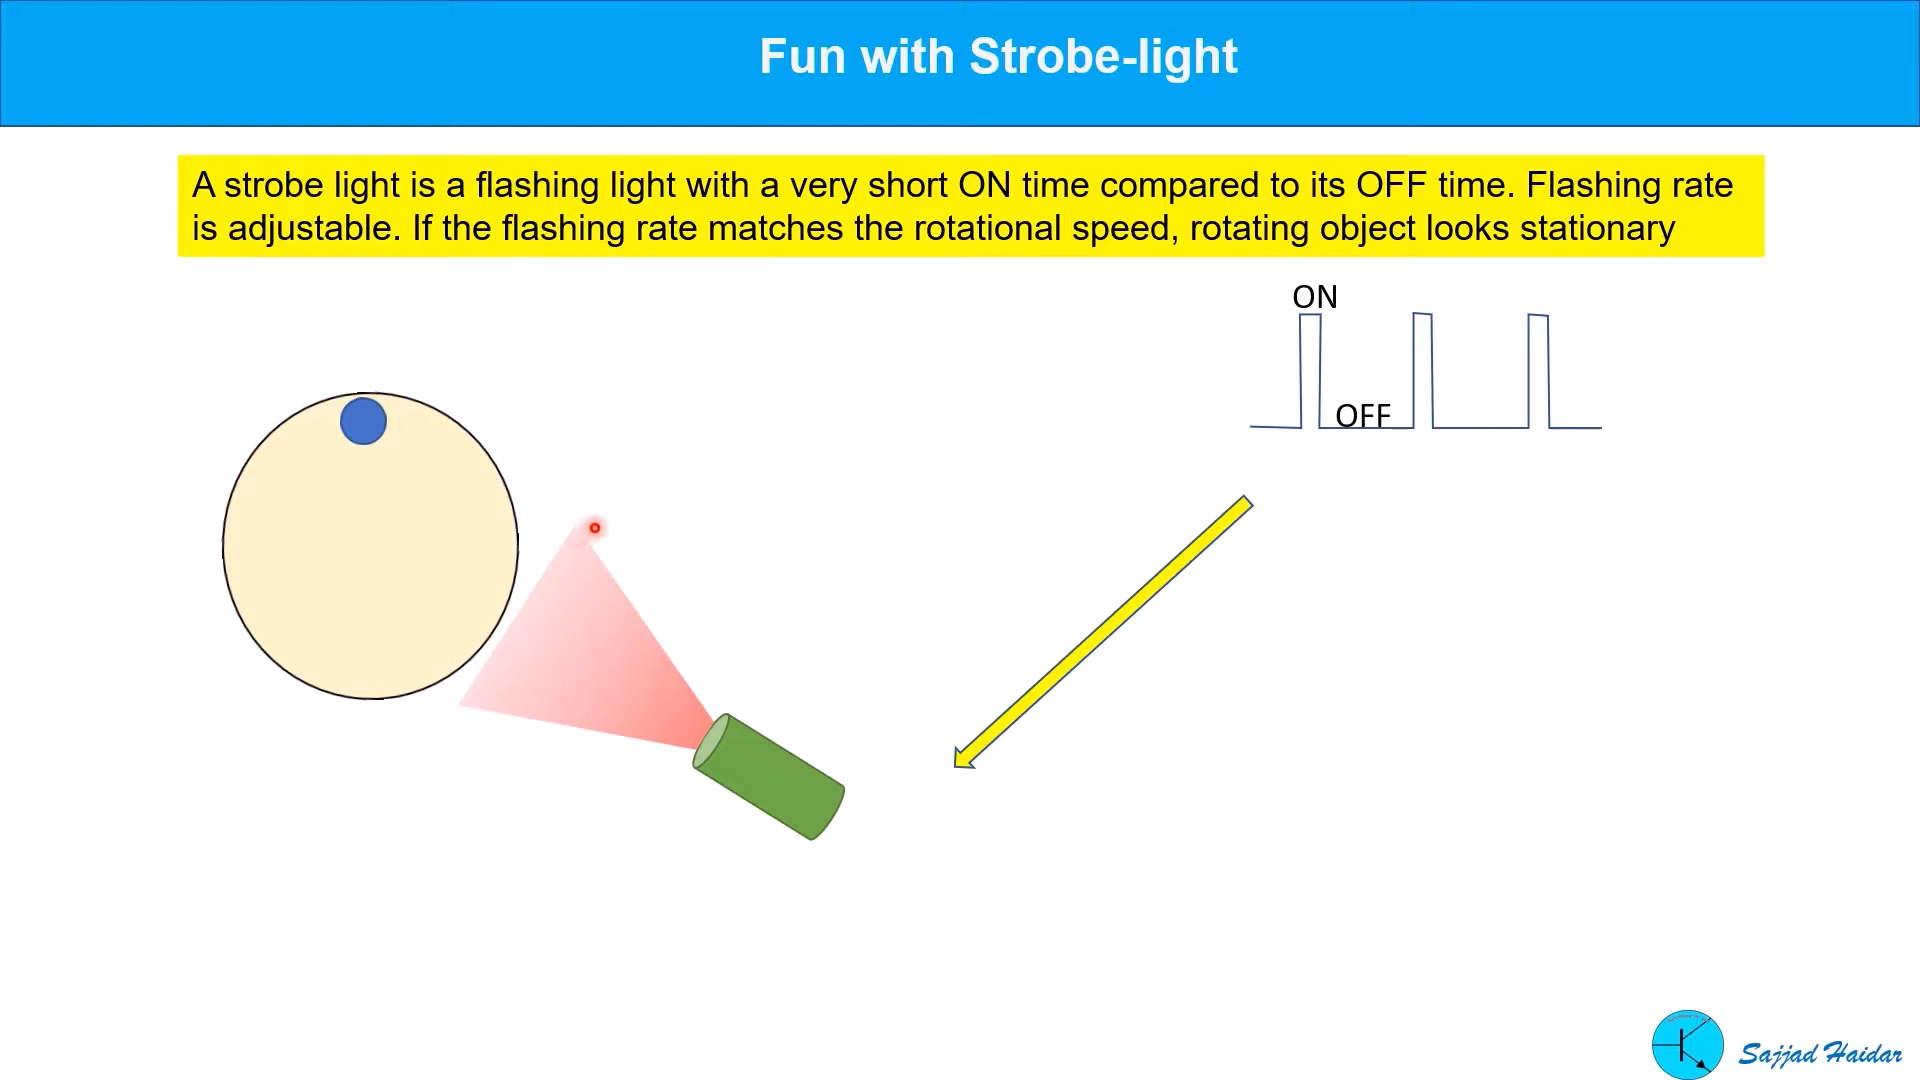 Fun with Strobe-light
A strobe light is a flashing light with a very short ON time compared to its OFF time. Flashing rate
is adjustable. If the flashing rate matches the rotational speed, rotating object looks stationary
ON
OFF
Sajjad Haidar